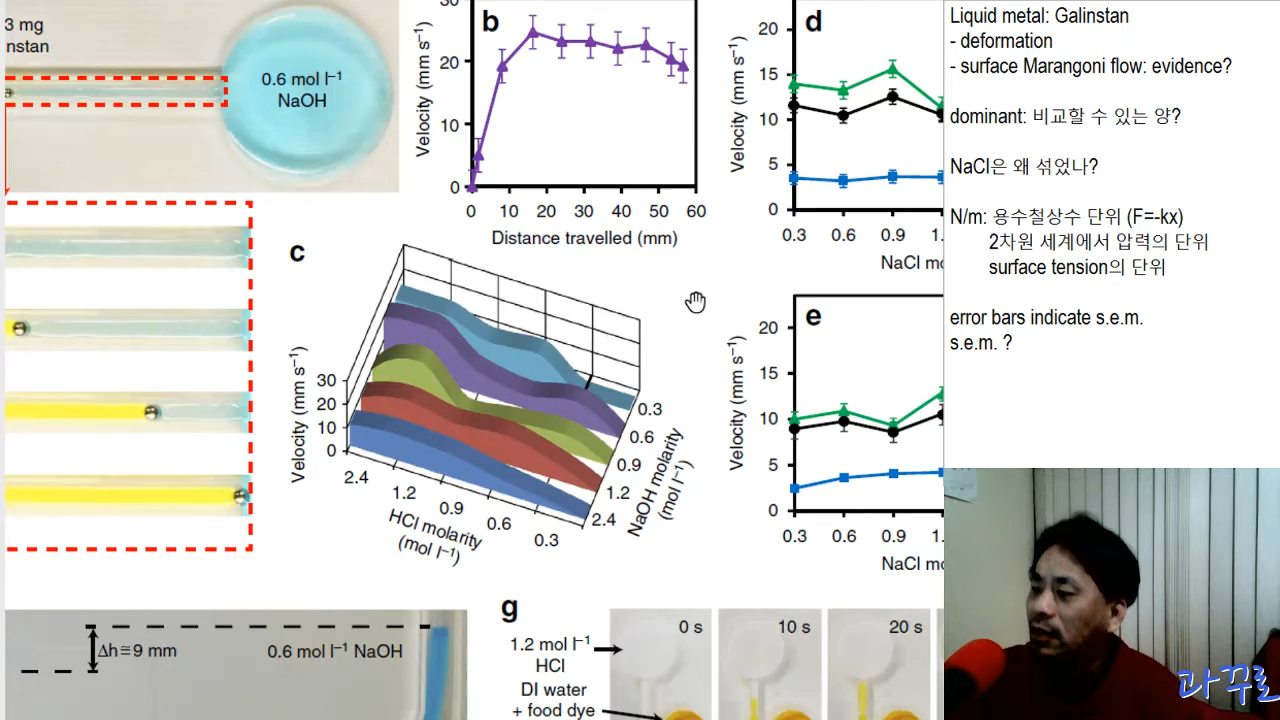 3 mg
nstan
0.6 mol l⁻¹
NaOH
b
Velocity (mm s⁻¹)
30
20
10
0
0 10 20 30 40 50 60
Distance travelled (mm)
c
Velocity (mm s⁻¹)
30
20
10
0
2.4 1.2 0.9 0.6 0.3
HCl molarity
(mol l⁻¹)
0.3
0.6
0.9
1.2
2.4
NaOH molarity
(mol l⁻¹)
d
Velocity (mm s⁻¹)
20
15
10
5
0
0.3 0.6 0.9 1.
NaCl mo
e
Velocity (mm s⁻¹)
20
15
10
5
0
0.3 0.6 0.9 1.
NaCl mo
Δh≅9 mm
0.6 mol l⁻¹ NaOH
g
1.2 mol l⁻¹
HCl
DI water
+ food dye
0 s 10 s 20 s
Liquid metal: Galinstan
- deformation
- surface Marangoni flow: evidence?
dominant: 비교할 수 있는 양?
NaCl은 왜 섞었나?
N/m: 용수철상수 단위 (F=-kx)
2차원 세계에서 압력의 단위
surface tension의 단위
error bars indicate s.e.m.
s.e.m. ?
과꾸로